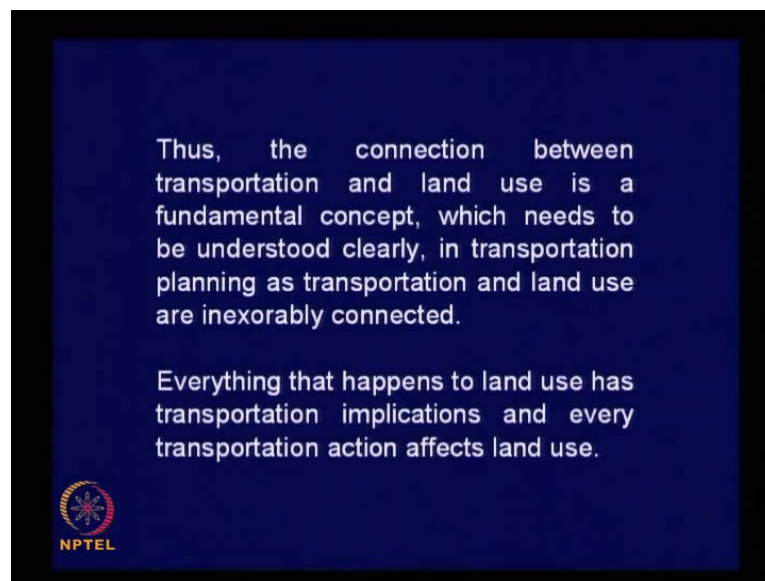 Thus, the connection between
transportation and land use is a
fundamental concept, which needs to
be understood clearly, in transportation
planning as transportation and land use
are inexorably connected.
Everything that happens to land use has
transportation implications and every
transportation action affects land use.
NPTEL